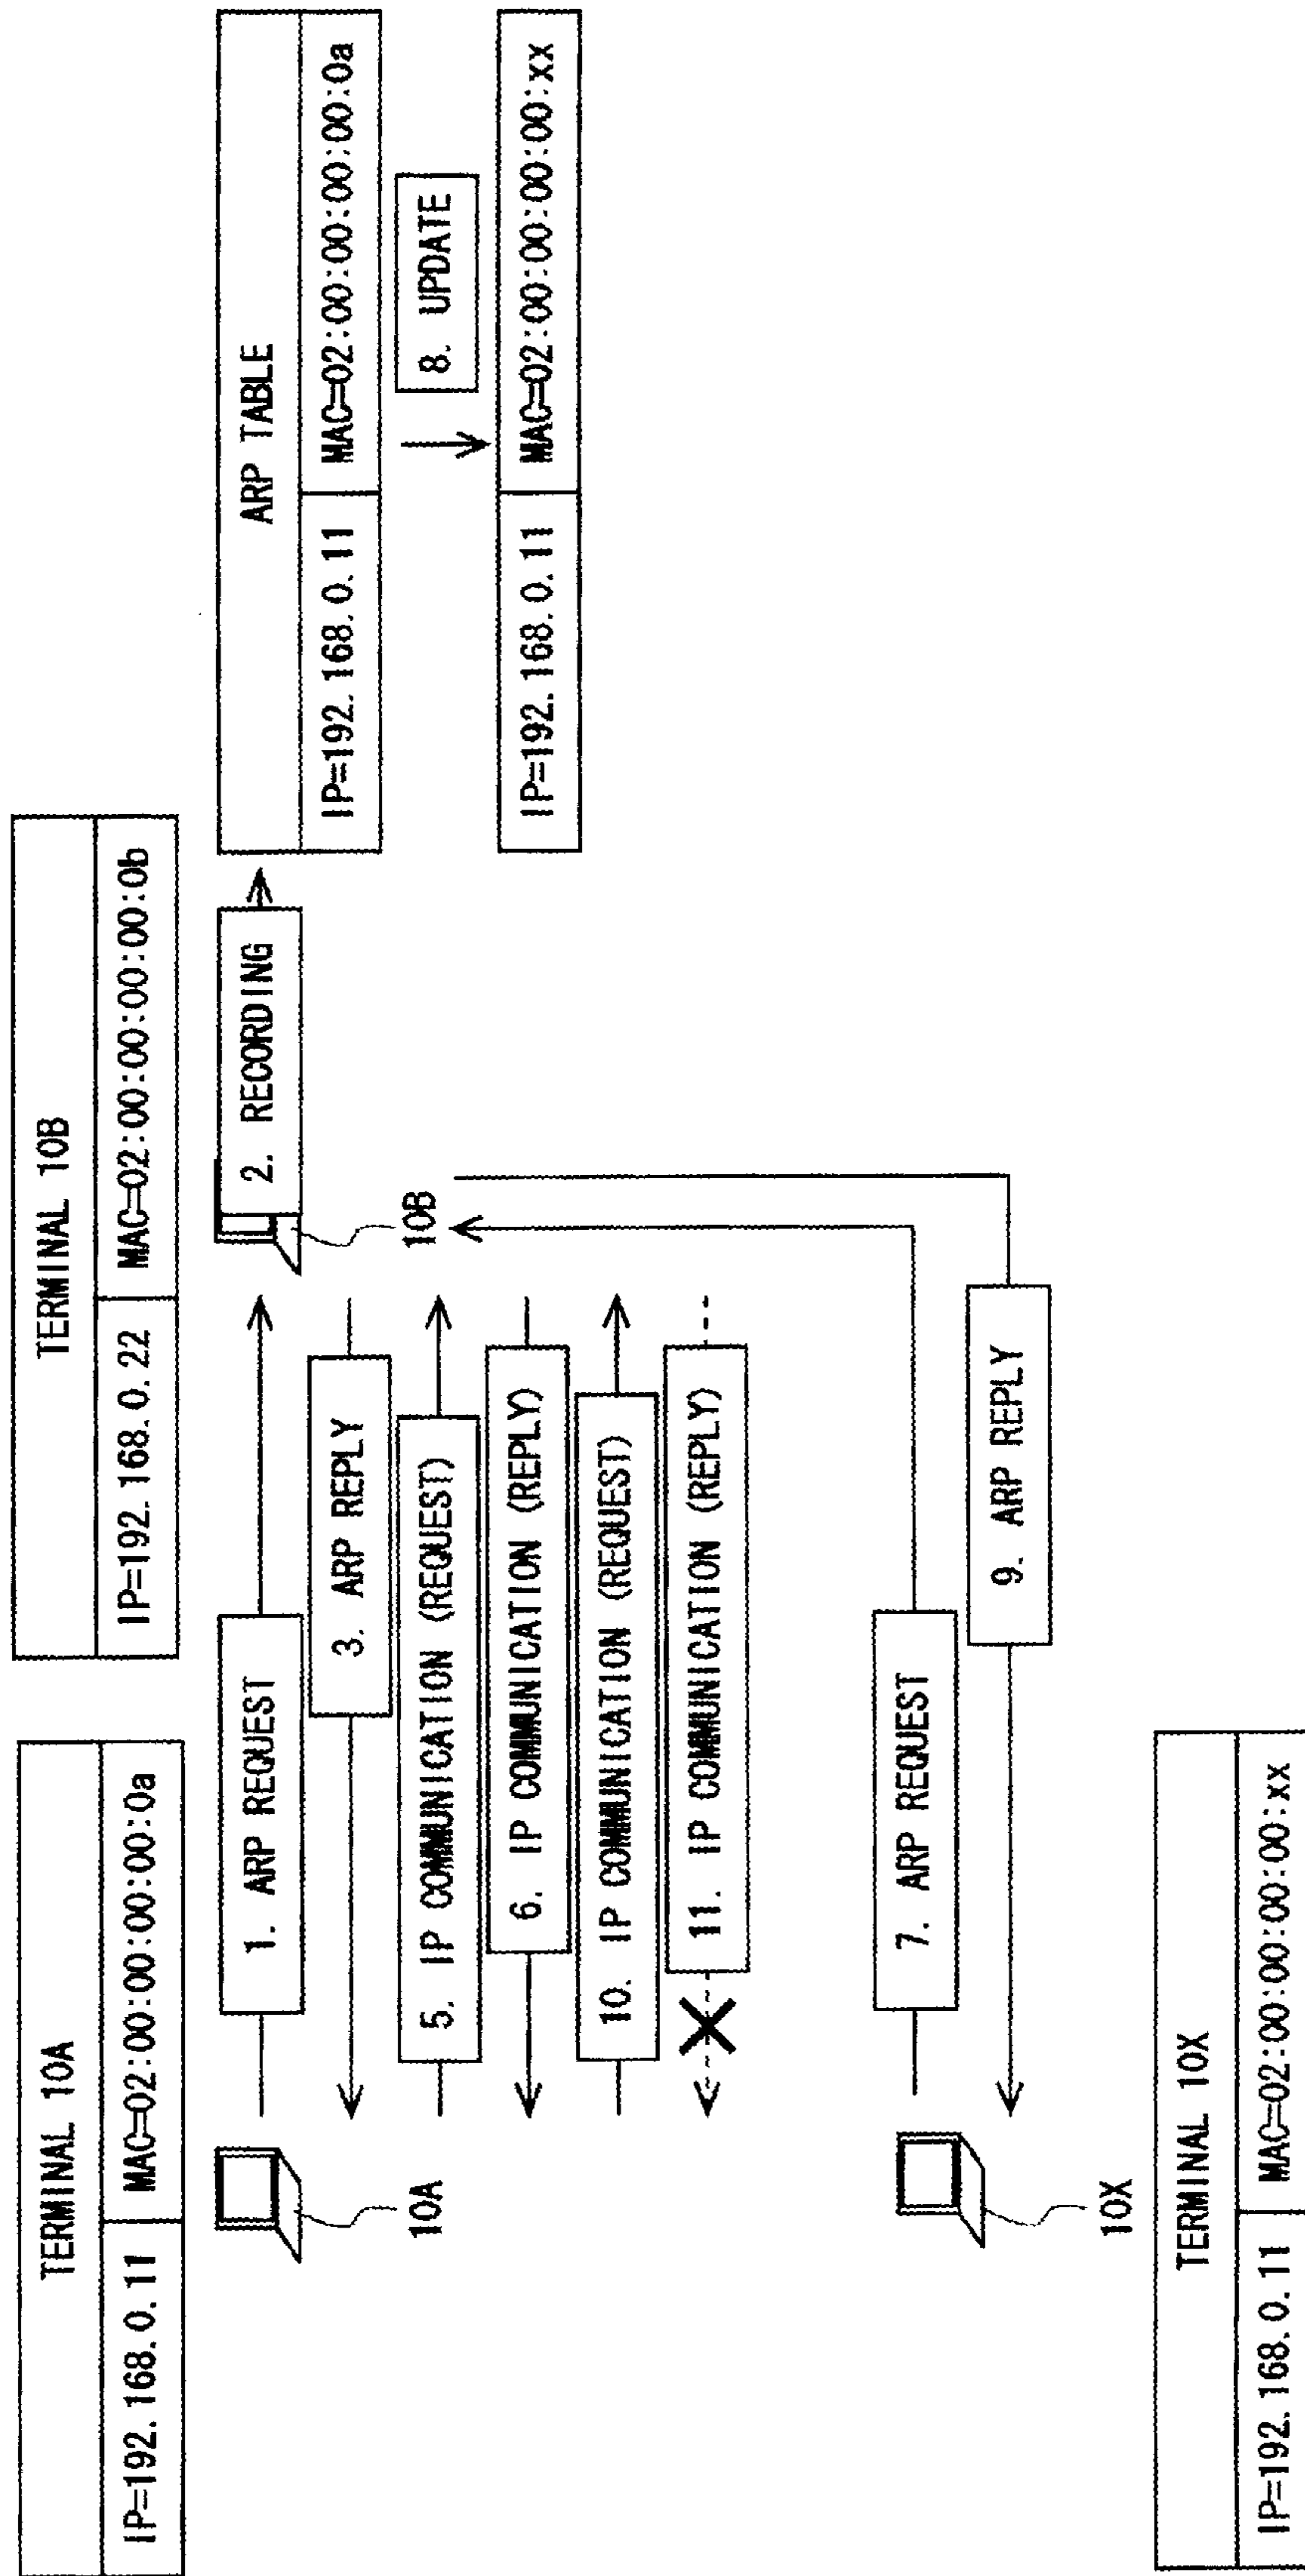 TERMINAL 10A
IP=192.168.0.11 MAC=02:00:00:00:00:0a
TERMINAL 10B
IP=192.168.0.22 MAC=02:00:00:00:00:0b
10A
1. ARP REQUEST
3. ARP REPLY
5. IP COMMUNICATION (REQUEST)
6. IP COMMUNICATION (REPLY)
10. IP COMMUNICATION (REQUEST)
11. IP COMMUNICATION (REPLY)
2. RECORDING
10B
ARP TABLE
IP=192.168.0.11 MAC=02:00:00:00:00:0a
8. UPDATE
IP=192.168.0.11 MAC=02:00:00:00:00:xx
7. ARP REQUEST
9. ARP REPLY
10X
TERMINAL 10X
IP=192.168.0.11 MAC=02:00:00:00:00:xx